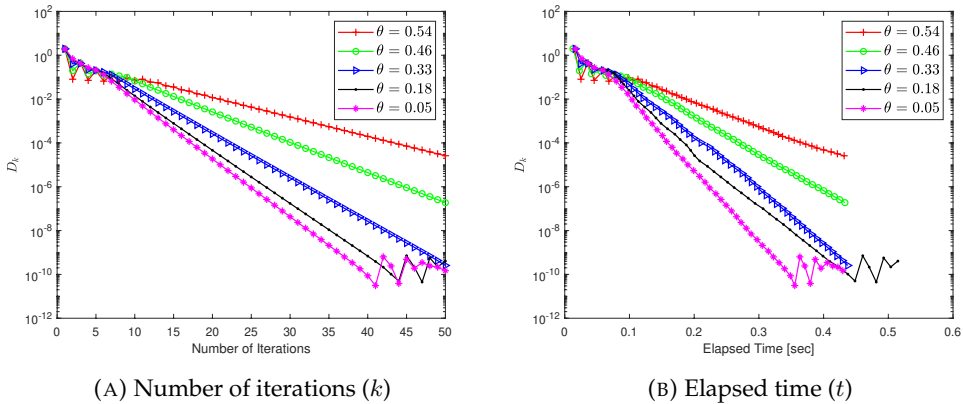 10^2
10^0
10^-2
10^-4
10^-6
10^-8
10^-10
10^-12
D_k
θ = 0.54
θ = 0.46
θ = 0.33
θ = 0.18
θ = 0.05
0 5 10 15 20 25 30 35 40 45 50
Number of Iterations
(A) Number of iterations (k)
10^2
10^0
10^-2
10^-4
10^-6
10^-8
10^-10
10^-12
D_k
θ = 0.54
θ = 0.46
θ = 0.33
θ = 0.18
θ = 0.05
0 0.1 0.2 0.3 0.4 0.5 0.6
Elapsed Time [sec]
(B) Elapsed time (t)